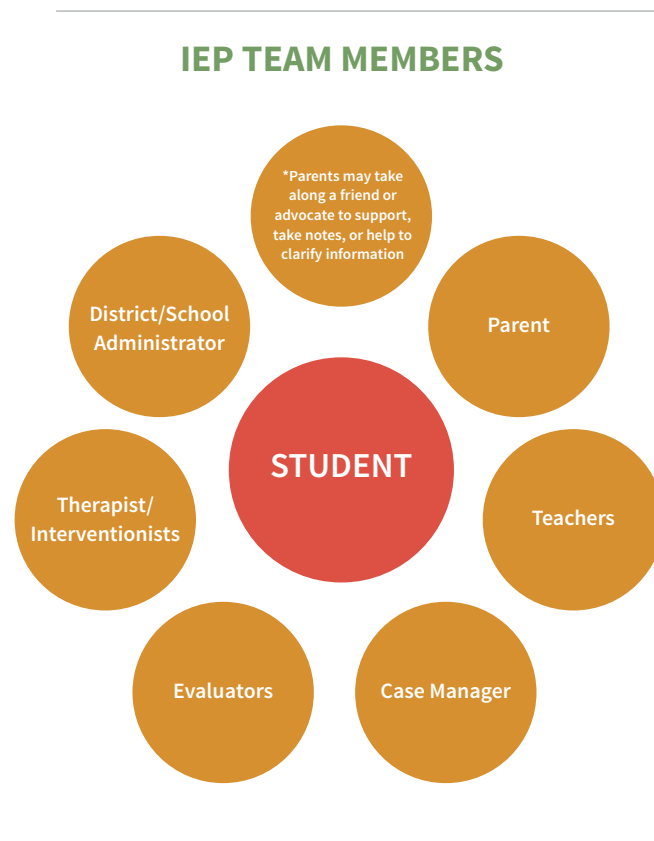 IEP TEAM MEMBERS
*Parents may take
along a friend or
advocate to support,
take notes, or help to
clarify information
District/School
Administrator
Parent
STUDENT
Therapist/
Interventionists
Teachers
Evaluators
Case Manager